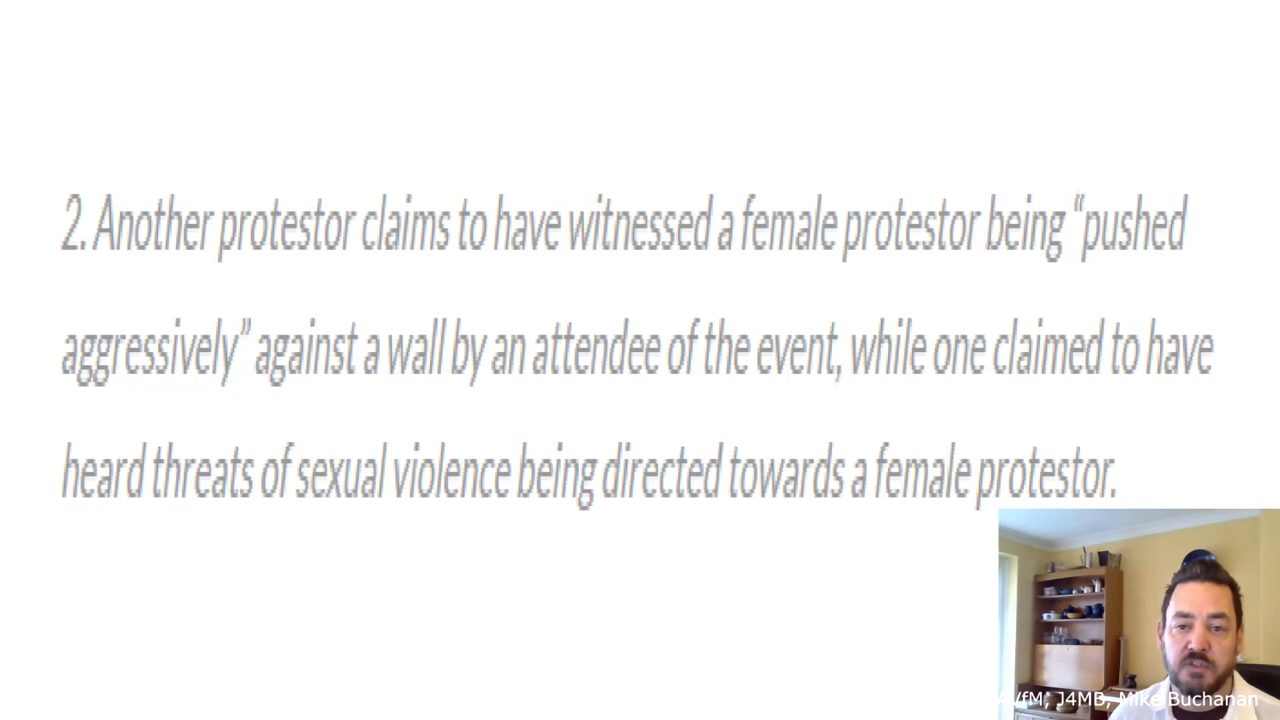 2. Another protestor claims to have witnessed a female protestor being “pushed
aggressively” against a wall by an attendee of the event, while one claimed to have
heard threats of sexual violence being directed towards a female protestor.
AVfM, J4MB, Mike Buchanan